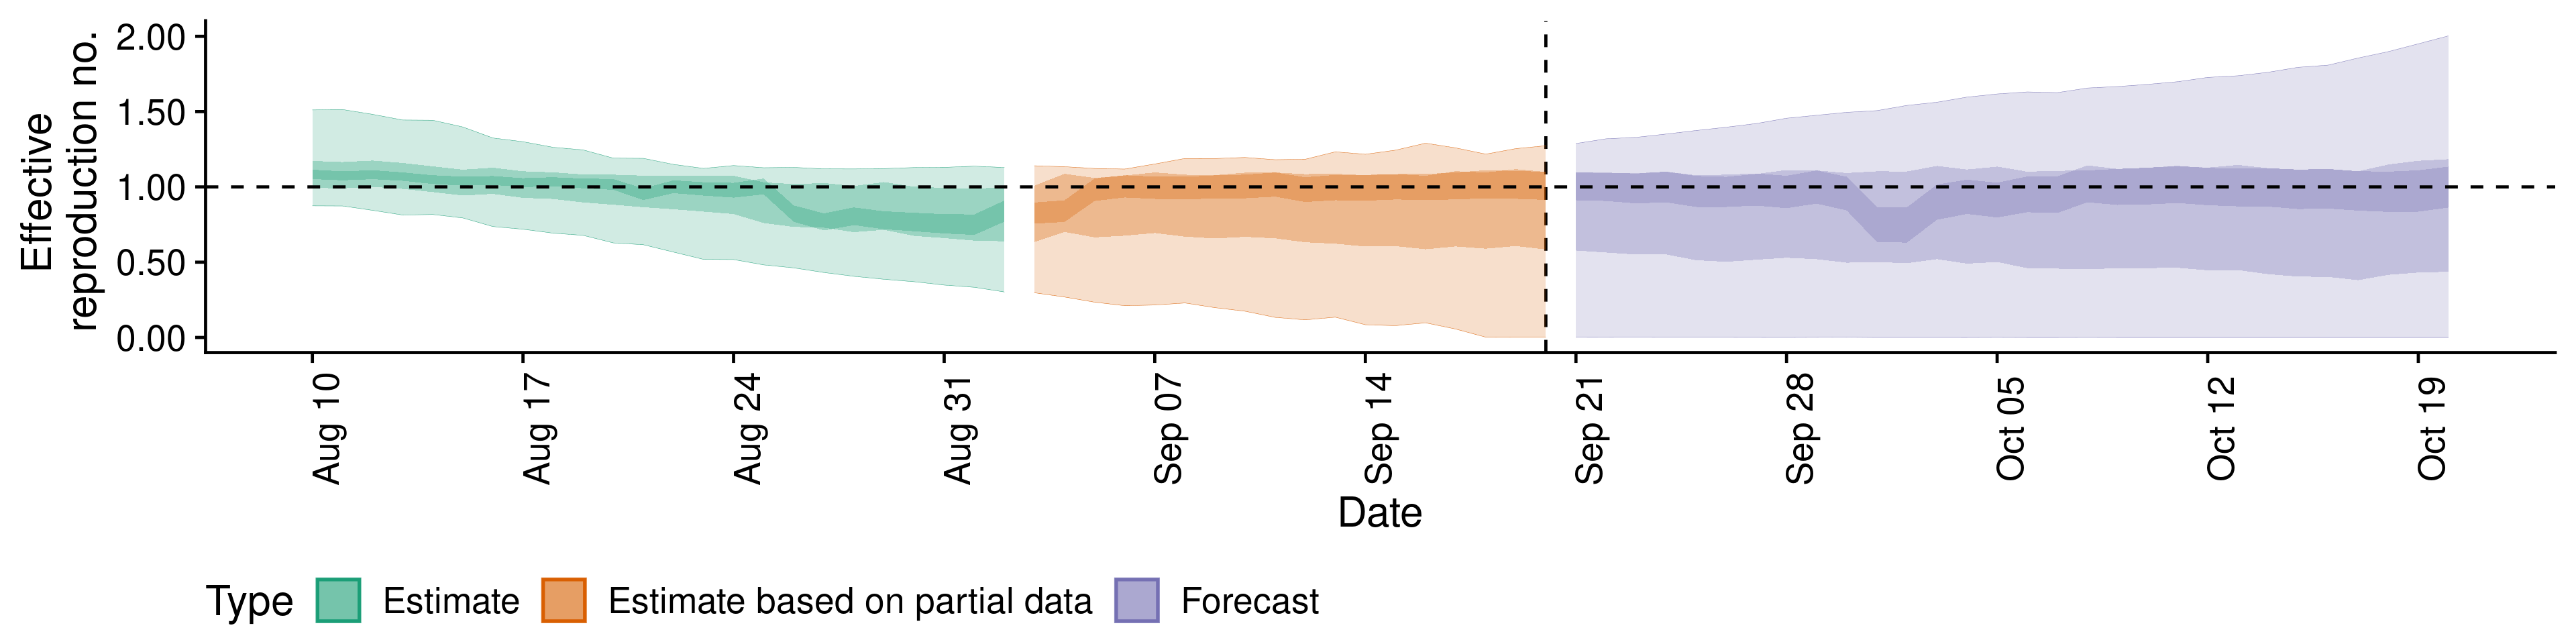 Effective
reproduction no.
2.00
1.50
1.00
0.50
0.00
Aug 10
Aug 17
Aug 24
Aug 31
Sep 07
Sep 14
Sep 21
Sep 28
Oct 05
Oct 12
Oct 19
Date
Type Estimate Estimate based on partial data Forecast